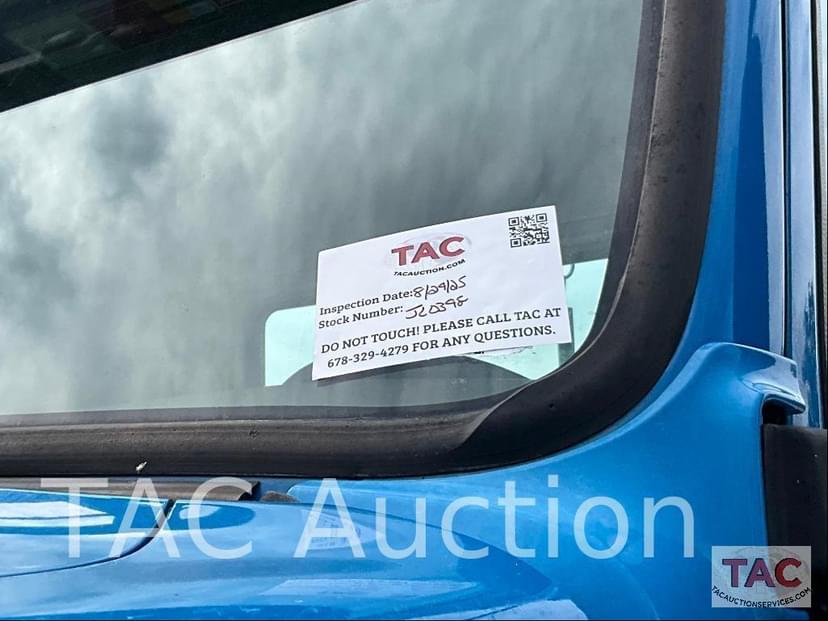 TAC
TACAUCTION.COM
Inspection Date: 8/29/25
Stock Number: JL0398
DO NOT TOUCH! PLEASE CALL TAC AT
678-329-4279 FOR ANY QUESTIONS.
TAC Auction
TAC
TACAUCTIONSERVICES.COM